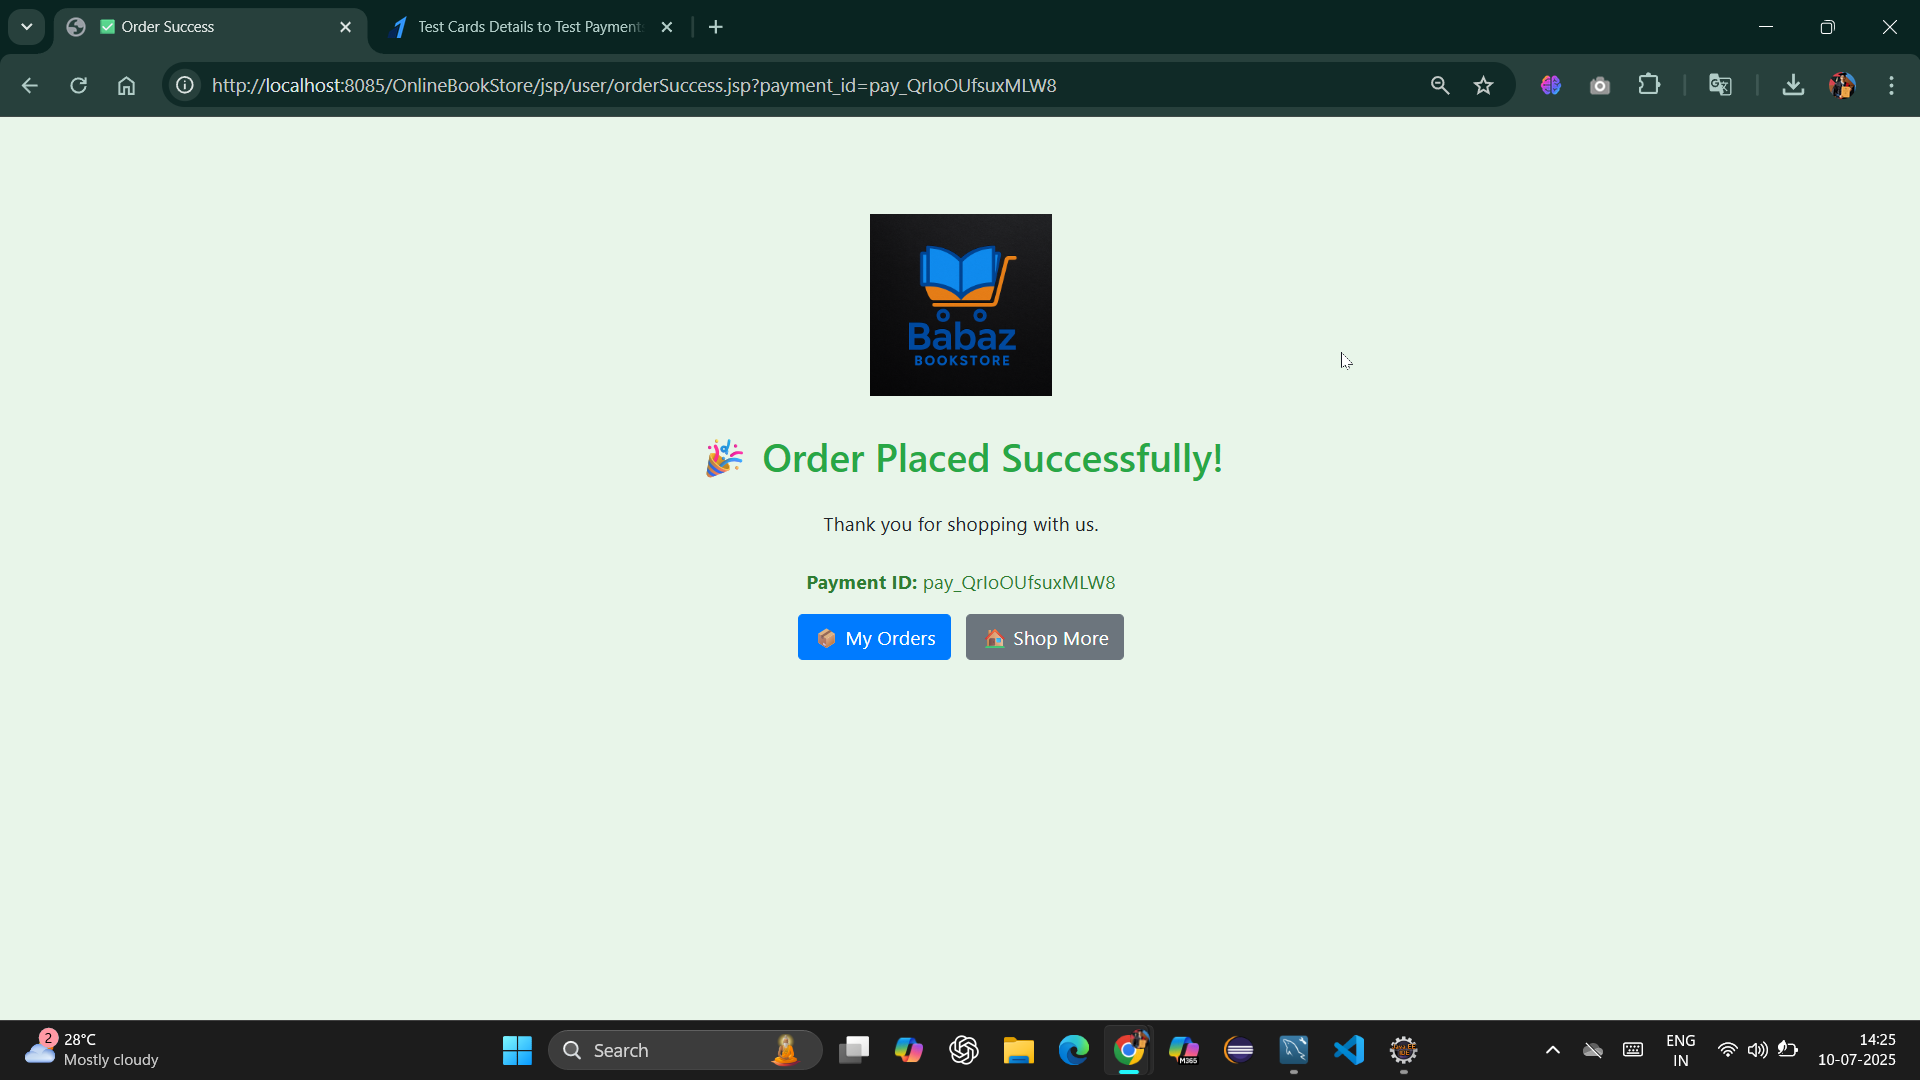 ✅ Order Success
Test Cards Details to Test Payment
http://localhost:8085/OnlineBookStore/jsp/user/orderSuccess.jsp?payment_id=pay_QrIoOUfsuxMLW8
Babaz
BOOKSTORE
🎉 Order Placed Successfully!
Thank you for shopping with us.
Payment ID: pay_QrIoOUfsuxMLW8
📦 My Orders
🏠 Shop More
2
28°C
Mostly cloudy
Search
M365
ENG
IN
14:25
10-07-2025